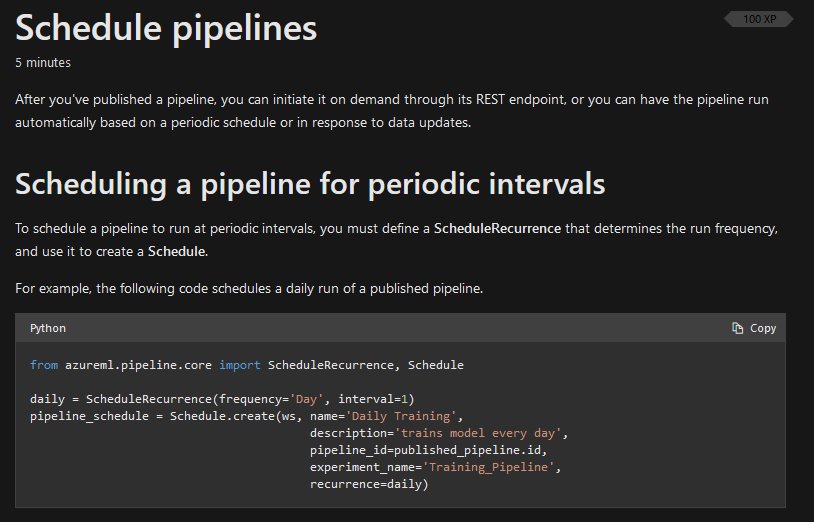 Schedule pipelines
100 XP
5 minutes
After you've published a pipeline, you can initiate it on demand through its REST endpoint, or you can have the pipeline run
automatically based on a periodic schedule or in response to data updates.
Scheduling a pipeline for periodic intervals
To schedule a pipeline to run at periodic intervals, you must define a ScheduleRecurrence that determines the run frequency,
and use it to create a Schedule.
For example, the following code schedules a daily run of a published pipeline.
Python
Copy
from azureml.pipeline.core import ScheduleRecurrence, Schedule
daily = ScheduleRecurrence(frequency='Day', interval=1)
pipeline_schedule = Schedule.create(ws, name='Daily Training',
description='trains model every day',
pipeline_id=published_pipeline.id,
experiment_name='Training_Pipeline',
recurrence=daily)